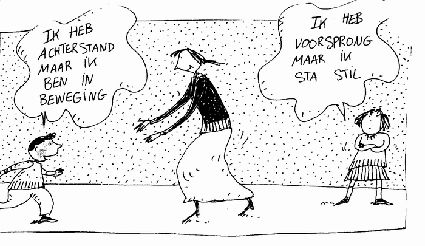 IK HEB
ACHTERSTAND
MAAR IK
BEN IN
BEWEGING
IK HEB
VOORSPRONG
MAAR IK
STA STIL